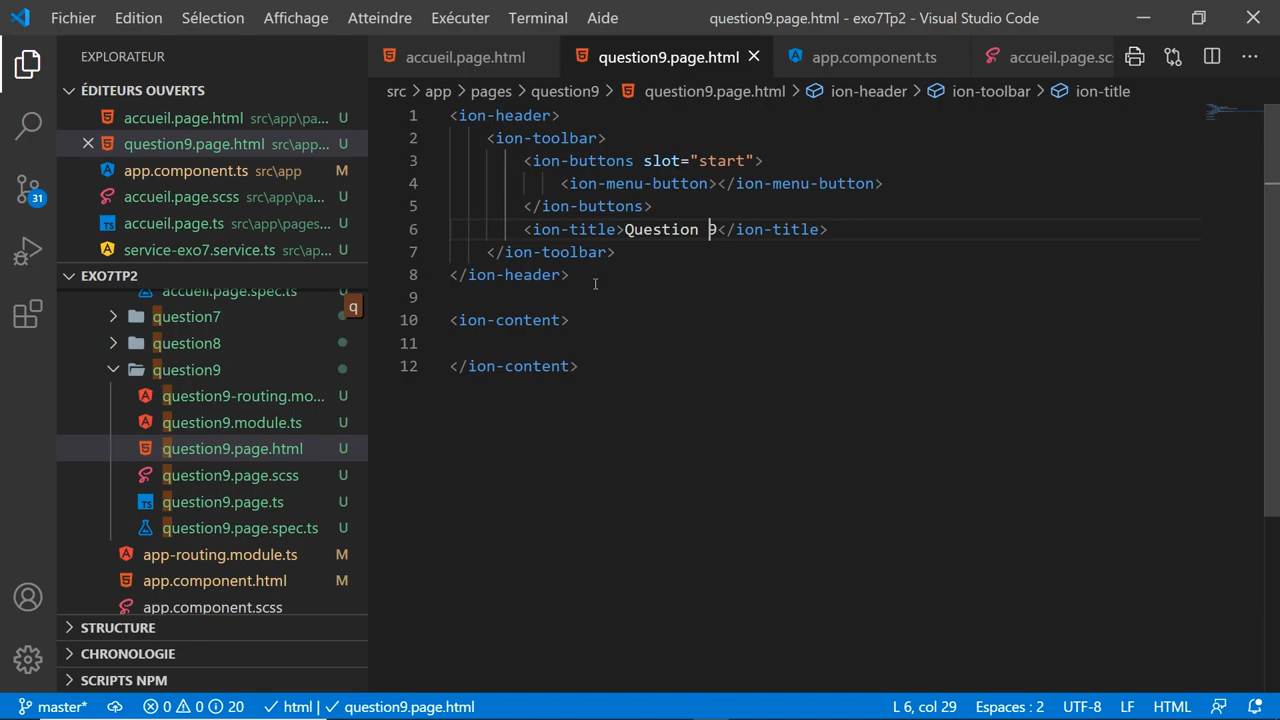 Fichier Edition Sélection Affichage Atteindre Exécuter Terminal Aide question9.page.html - exo7Tp2 - Visual Studio Code
EXPLORATEUR
accueil.page.html question9.page.html app.component.ts accueil.page.sc
ÉDITEURS OUVERTS
src app pages question9 question9.page.html ion-header ion-toolbar ion-title
accueil.page.html src\app\pa... U
question9.page.html src\app... U
app.component.ts src\app M
accueil.page.scss src\app\pa... U
accueil.page.ts src\app\pages... U
service-exo7.service.ts src\app U
31
EXO7TP2
accueil.page.spec.ts U
q
question7
question8
question9
question9-routing.mo... U
question9.module.ts U
question9.page.html U
question9.page.scss U
question9.page.ts U
question9.page.spec.ts U
app-routing.module.ts M
app.component.html M
app.component.scss
STRUCTURE
CHRONOLOGIE
SCRIPTS NPM
1 <ion-header>
2 <ion-toolbar>
3 <ion-buttons slot="start">
4 <ion-menu-button></ion-menu-button>
5 </ion-buttons>
6 <ion-title>Question 9</ion-title>
7 </ion-toolbar>
8 </ion-header>
9
10 <ion-content>
11
12 </ion-content>
master* 0 0 20 html | question9.page.html L 6, col 29 Espaces : 2 UTF-8 LF HTML